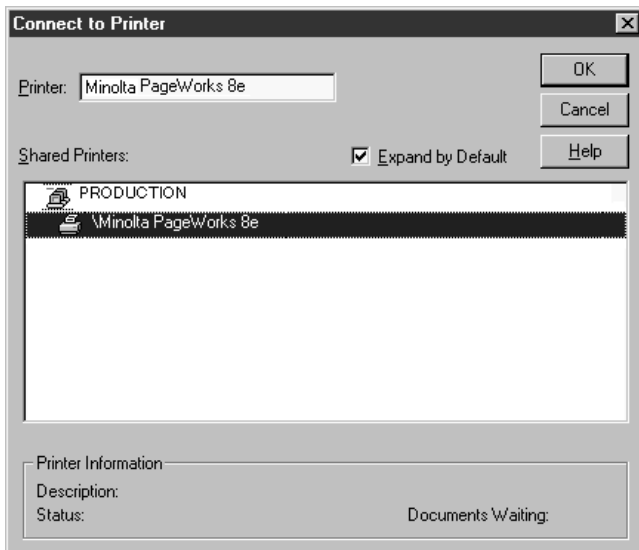 Connect to Printer
Printer: Minolta PageWorks 8e
OK
Cancel
Shared Printers:
Expand by Default
Help
PRODUCTION
\Minolta PageWorks 8e
Printer Information
Description:
Status:
Documents Waiting: